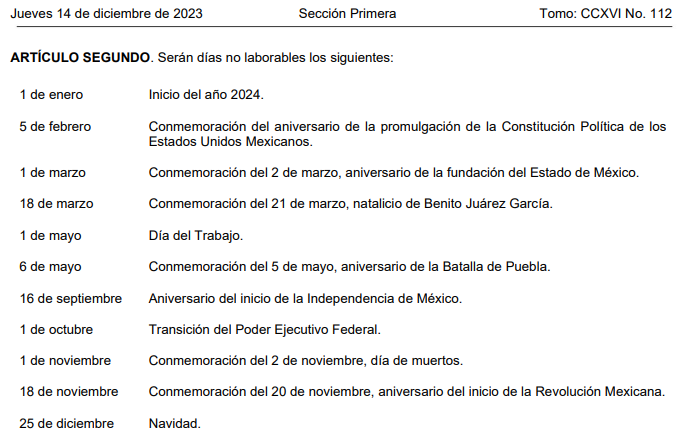 Jueves 14 de diciembre de 2023 Sección Primera Tomo: CCXVI No. 112
ARTÍCULO SEGUNDO. Serán días no laborables los siguientes:
1 de enero Inicio del año 2024.
5 de febrero Conmemoración del aniversario de la promulgación de la Constitución Política de los
Estados Unidos Mexicanos.
1 de marzo Conmemoración del 2 de marzo, aniversario de la fundación del Estado de México.
18 de marzo Conmemoración del 21 de marzo, natalicio de Benito Juárez García.
1 de mayo Día del Trabajo.
6 de mayo Conmemoración del 5 de mayo, aniversario de la Batalla de Puebla.
16 de septiembre Aniversario del inicio de la Independencia de México.
1 de octubre Transición del Poder Ejecutivo Federal.
1 de noviembre Conmemoración del 2 de noviembre, día de muertos.
18 de noviembre Conmemoración del 20 de noviembre, aniversario del inicio de la Revolución Mexicana.
25 de diciembre Navidad.